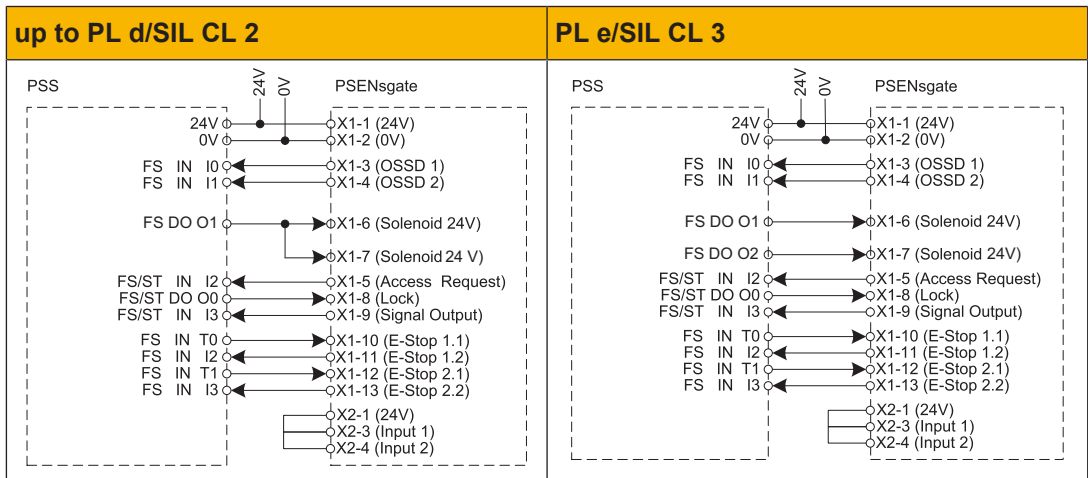 up to PL d/SIL CL 2
PSS
24V
0V
PSENsgate
24V
X1-1 (24V)
0V
X1-2 (0V)
FS IN I0
X1-3 (OSSD 1)
FS IN I1
X1-4 (OSSD 2)
FS DO O1
X1-6 (Solenoid 24V)
X1-7 (Solenoid 24 V)
FS/ST IN I2
X1-5 (Access Request)
FS/ST DO O0
X1-8 (Lock)
FS/ST IN I3
X1-9 (Signal Output)
FS IN T0
X1-10 (E-Stop 1.1)
FS IN I2
X1-11 (E-Stop 1.2)
FS IN T1
X1-12 (E-Stop 2.1)
FS IN I3
X1-13 (E-Stop 2.2)
X2-1 (24V)
X2-3 (Input 1)
X2-4 (Input 2)
PL e/SIL CL 3
PSS
24V
0V
PSENsgate
24V
X1-1 (24V)
0V
X1-2 (0V)
FS IN I0
X1-3 (OSSD 1)
FS IN I1
X1-4 (OSSD 2)
FS DO O1
X1-6 (Solenoid 24V)
FS DO O2
X1-7 (Solenoid 24V)
FS/ST IN I2
X1-5 (Access Request)
FS/ST DO O0
X1-8 (Lock)
FS/ST IN I3
X1-9 (Signal Output)
FS IN T0
X1-10 (E-Stop 1.1)
FS IN I2
X1-11 (E-Stop 1.2)
FS IN T1
X1-12 (E-Stop 2.1)
FS IN I3
X1-13 (E-Stop 2.2)
X2-1 (24V)
X2-3 (Input 1)
X2-4 (Input 2)